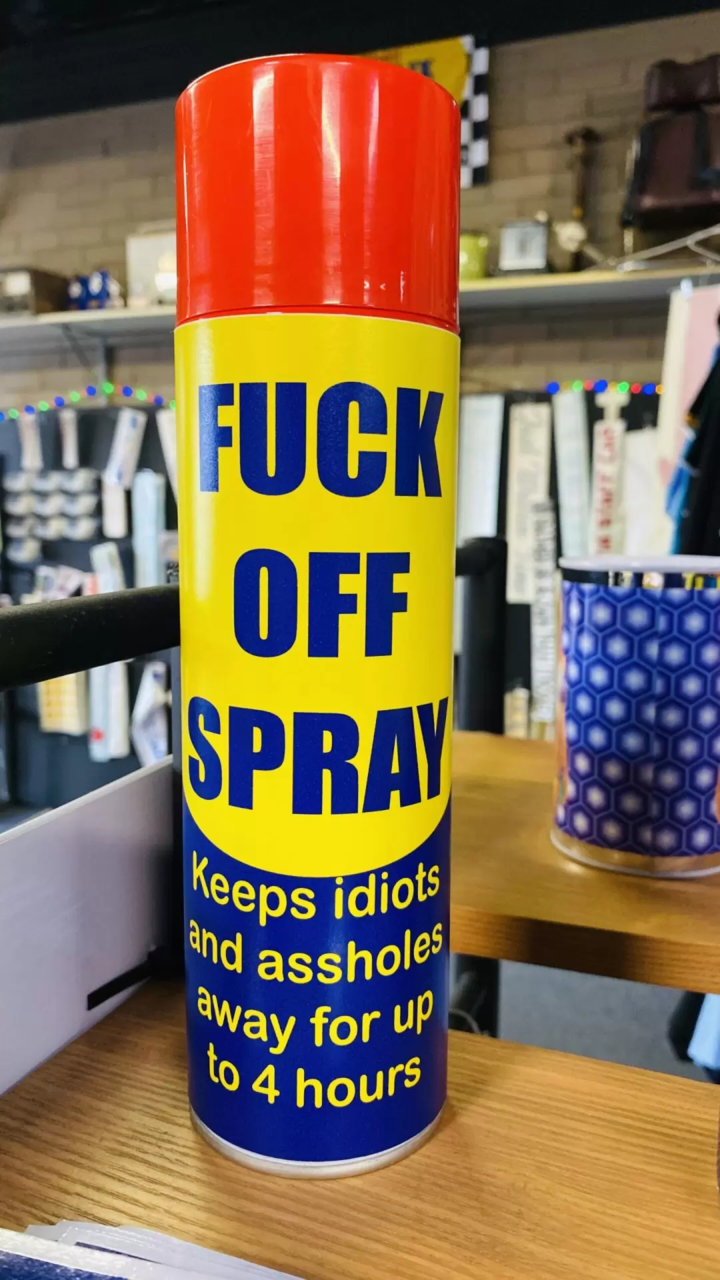 FUCK
OFF
SPRAY
Keeps idiots
and assholes
away for up
to 4 hours